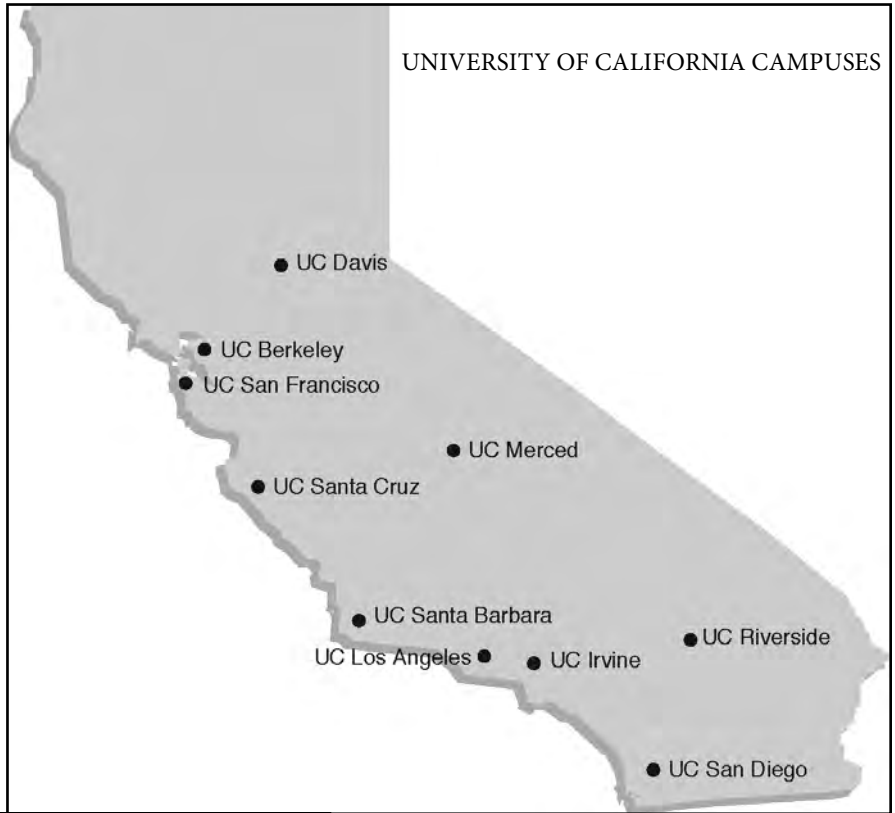 UNIVERSITY OF CALIFORNIA CAMPUSES
UC Davis
UC Berkeley
UC San Francisco
UC Merced
UC Santa Cruz
UC Santa Barbara
UC Riverside
UC Los Angeles
UC Irvine
UC San Diego